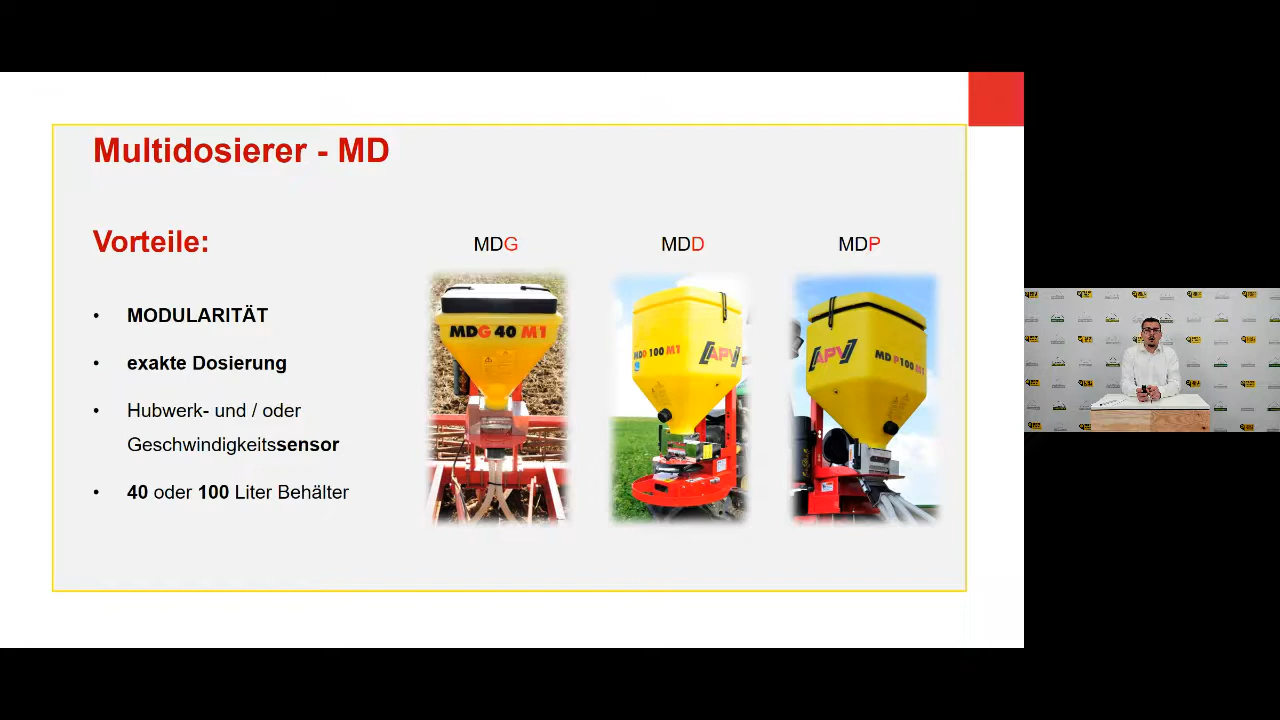 Multidosierer - MD
Vorteile:
MDG
MDD
MDP
• MODULARITÄT
• exakte Dosierung
• Hubwerk- und / oder
Geschwindigkeitssensor
• 40 oder 100 Liter Behälter
MDG 40 M1
MDD 100 M1
[APV]
[APV]
MD P100 M1